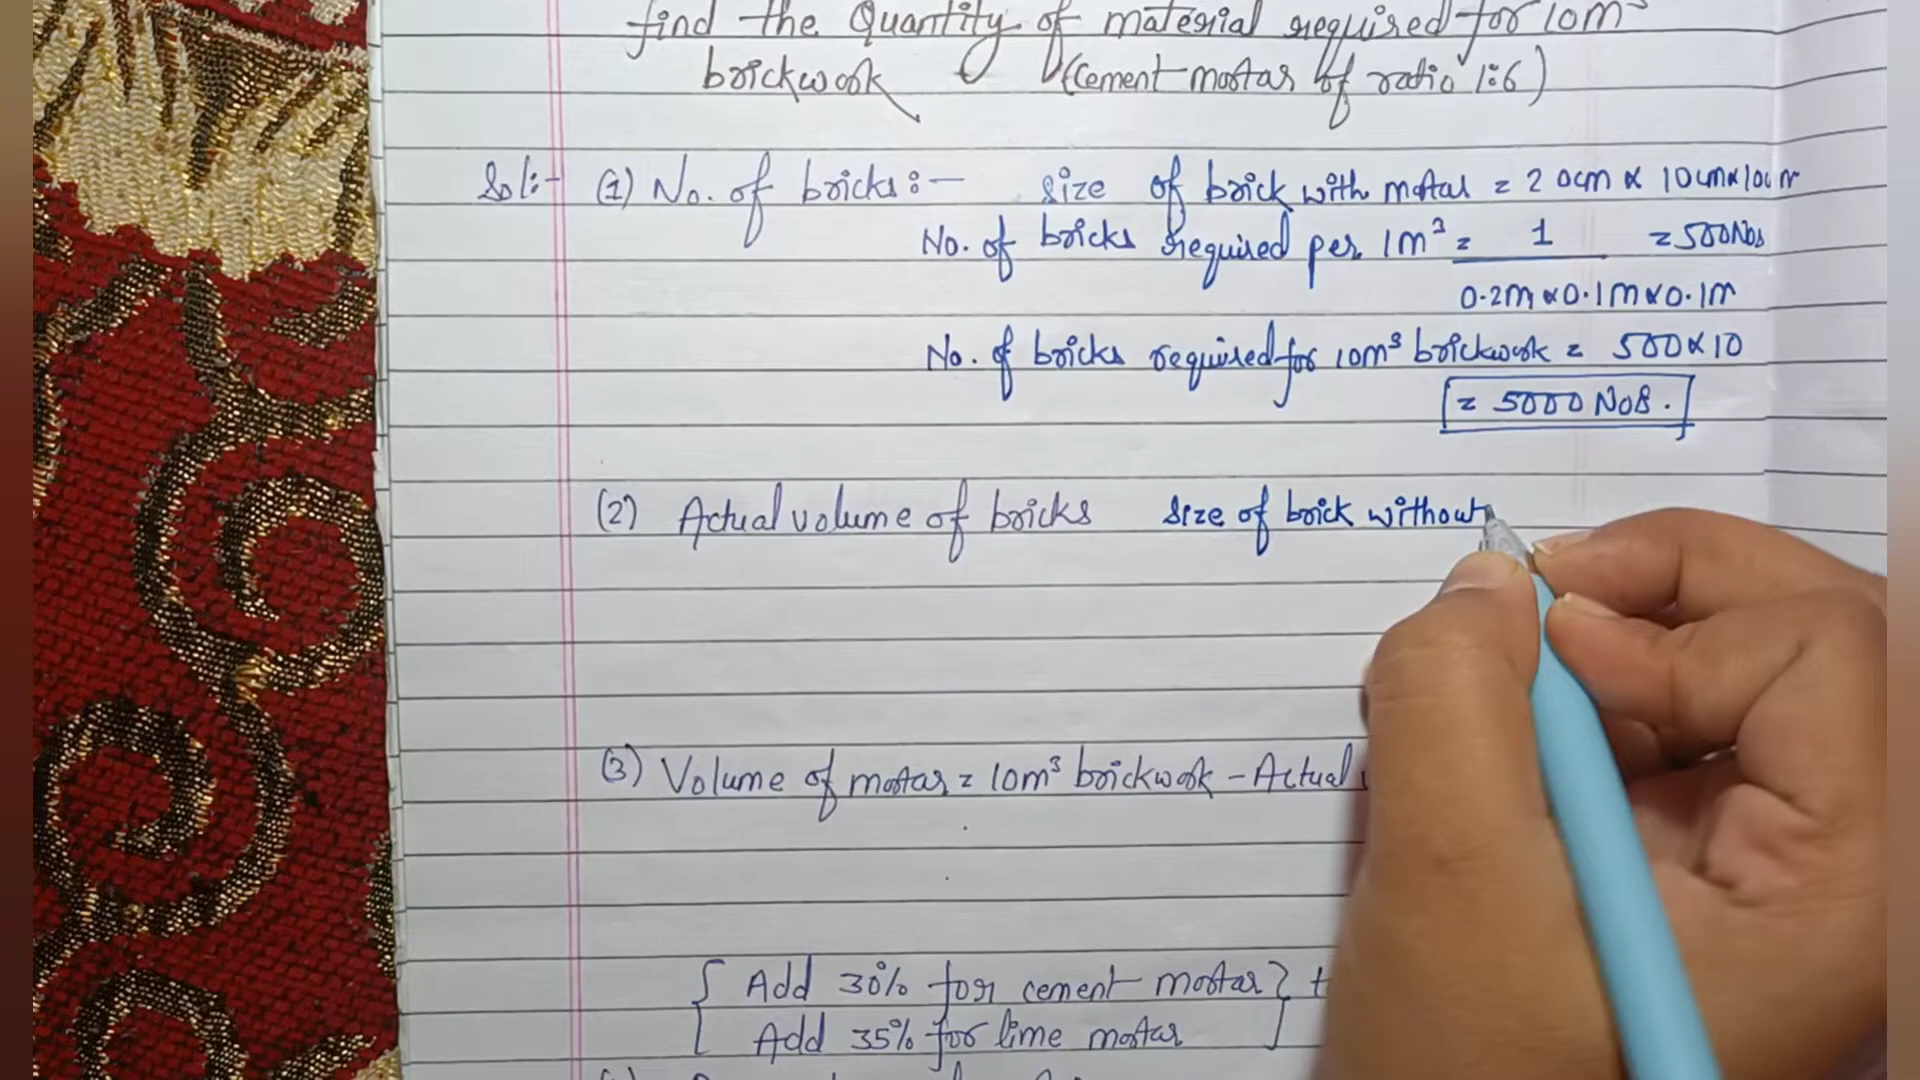 find the Quantity of material required for 10m³
brickwork (Cement mortar of ratio 1:6)
Sol:- (1) No. of bricks:- Size of brick with mortar = 20cm x 10cm x 10cm
No. of bricks required per 1m³ = 1 = 500Nos
0.2m x 0.1m x 0.1m
No. of bricks required for 10m³ brickwork = 500 x 10
= 5000 Nos.
(2) Actual volume of bricks Size of brick without
(3) Volume of mortar = 10m³ brickwork - Actual
{ Add 30% for cement mortar }
Add 35% for lime mortar